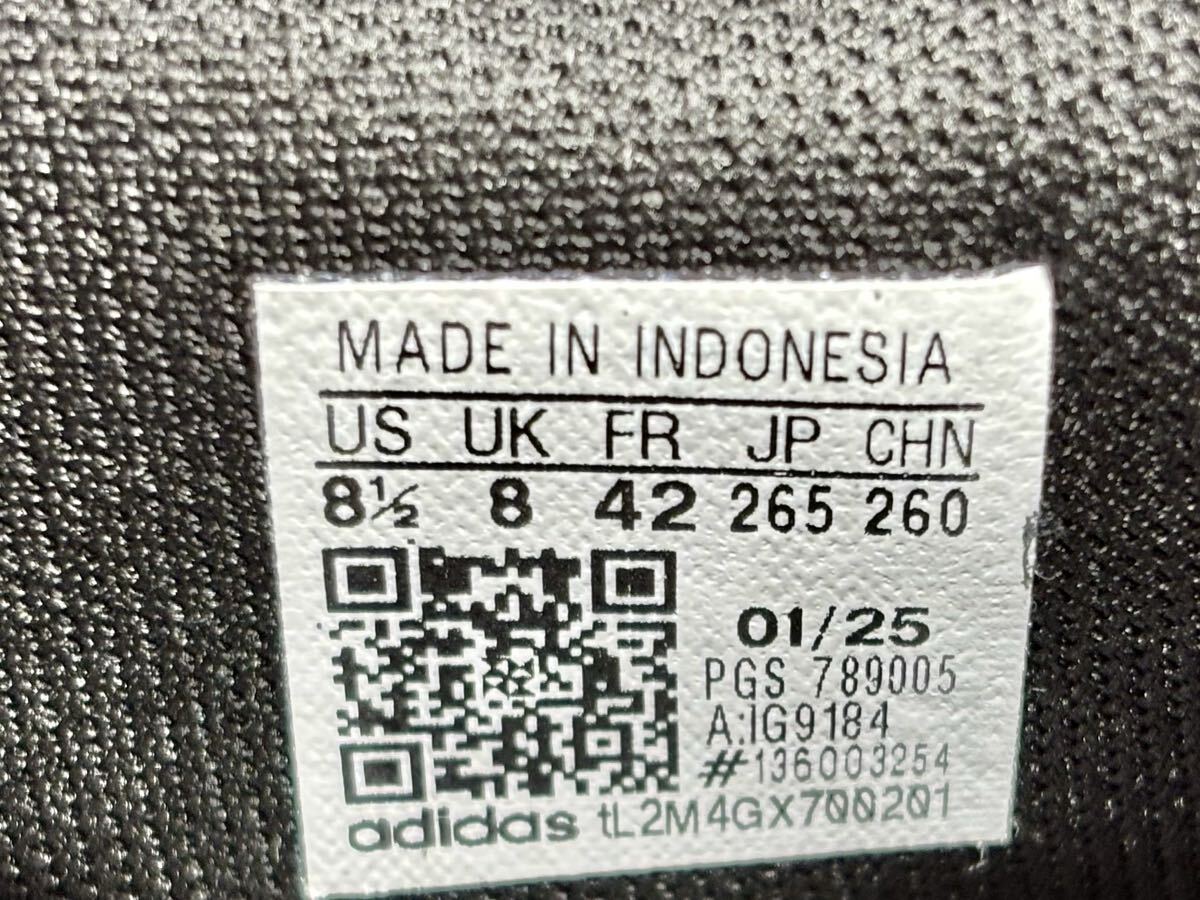 MADE IN INDONESIA
US UK FR JP CHN
8½ 8 42 265 260
01/25
PGS 789005
A:IG9184
#136003254
adidas tL2M4GX700201